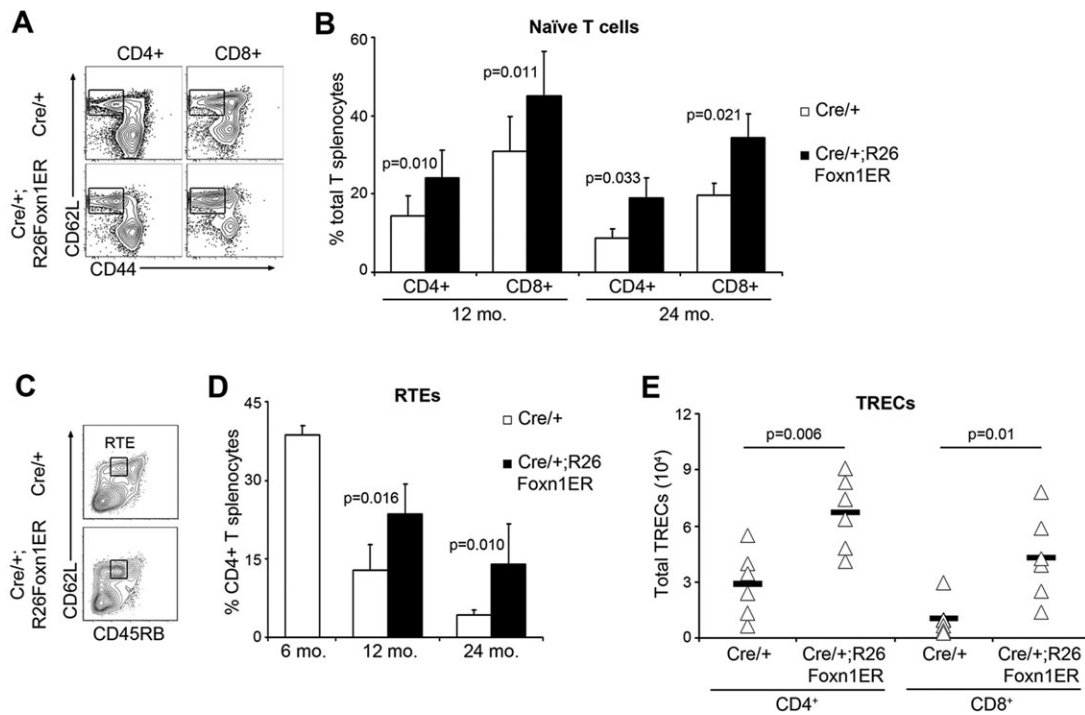 A
CD4+ CD8+
Cre/+
Cre/+;
R26Foxn1ER
CD62L
CD44
B
Naïve T cells
% total T splenocytes
60
40
20
0
p=0.010
p=0.011
p=0.033
p=0.021
Cre/+
Cre/+;R26
Foxn1ER
CD4+ CD8+ CD4+ CD8+
12 mo. 24 mo.
C
RTE
Cre/+
Cre/+;
R26Foxn1ER
CD62L
CD45RB
D
RTEs
% CD4+ T splenocytes
45
30
15
0
p=0.016
p=0.010
Cre/+
Cre/+;R26
Foxn1ER
6 mo. 12 mo. 24 mo.
E
TRECs
Total TRECs (10⁴)
12
9
6
3
0
p=0.006 p=0.01
Cre/+ Cre/+;R26 Cre/+ Cre/+;R26
Foxn1ER Foxn1ER
CD4⁺ CD8⁺